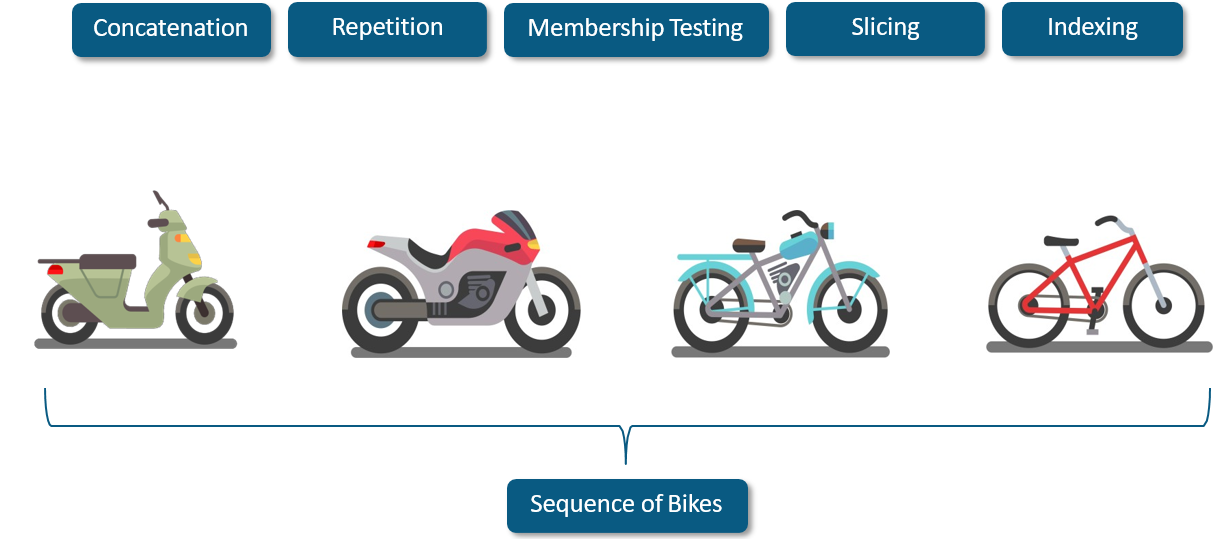 Concatenation
Repetition
Membership Testing
Slicing
Indexing
Sequence of Bikes